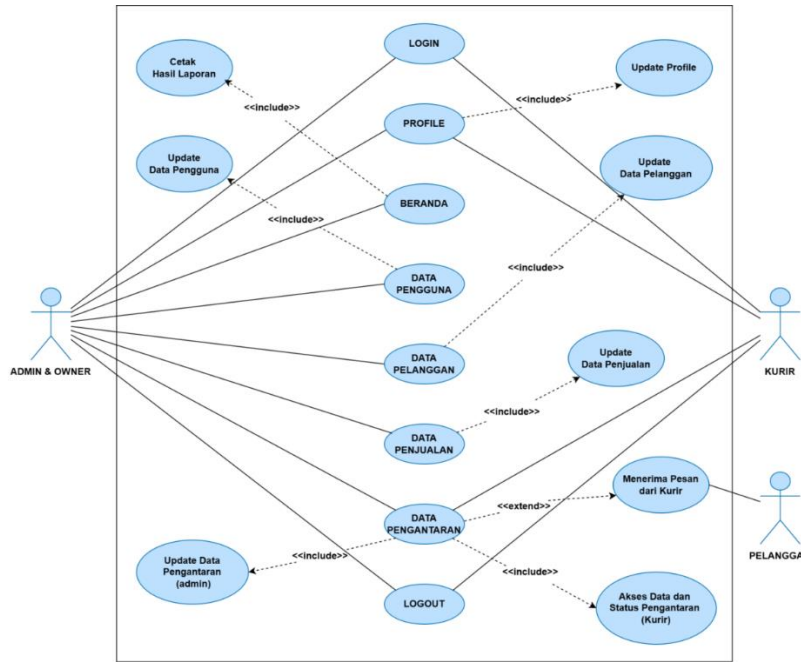 LOGIN
Cetak
Hasil Laporan
Update Profile
<<include>>
<<include>>
PROFILE
Update
Data Pengguna
Update
Data Pelanggan
BERANDA
<<include>>
<<include>>
DATA
PENGGUNA
ADMIN & OWNER
KURIR
DATA
PELANGGAN
Update
Data Penjualan
<<include>>
DATA
PENJUALAN
Menerima Pesan
dari Kurir
<<extend>>
DATA
PENGANTARAN
PELANGGA
<<include>>
Update Data
Pengantaran
(admin)
<<include>>
LOGOUT
Akses Data dan
Status Pengantaran
(Kurir)